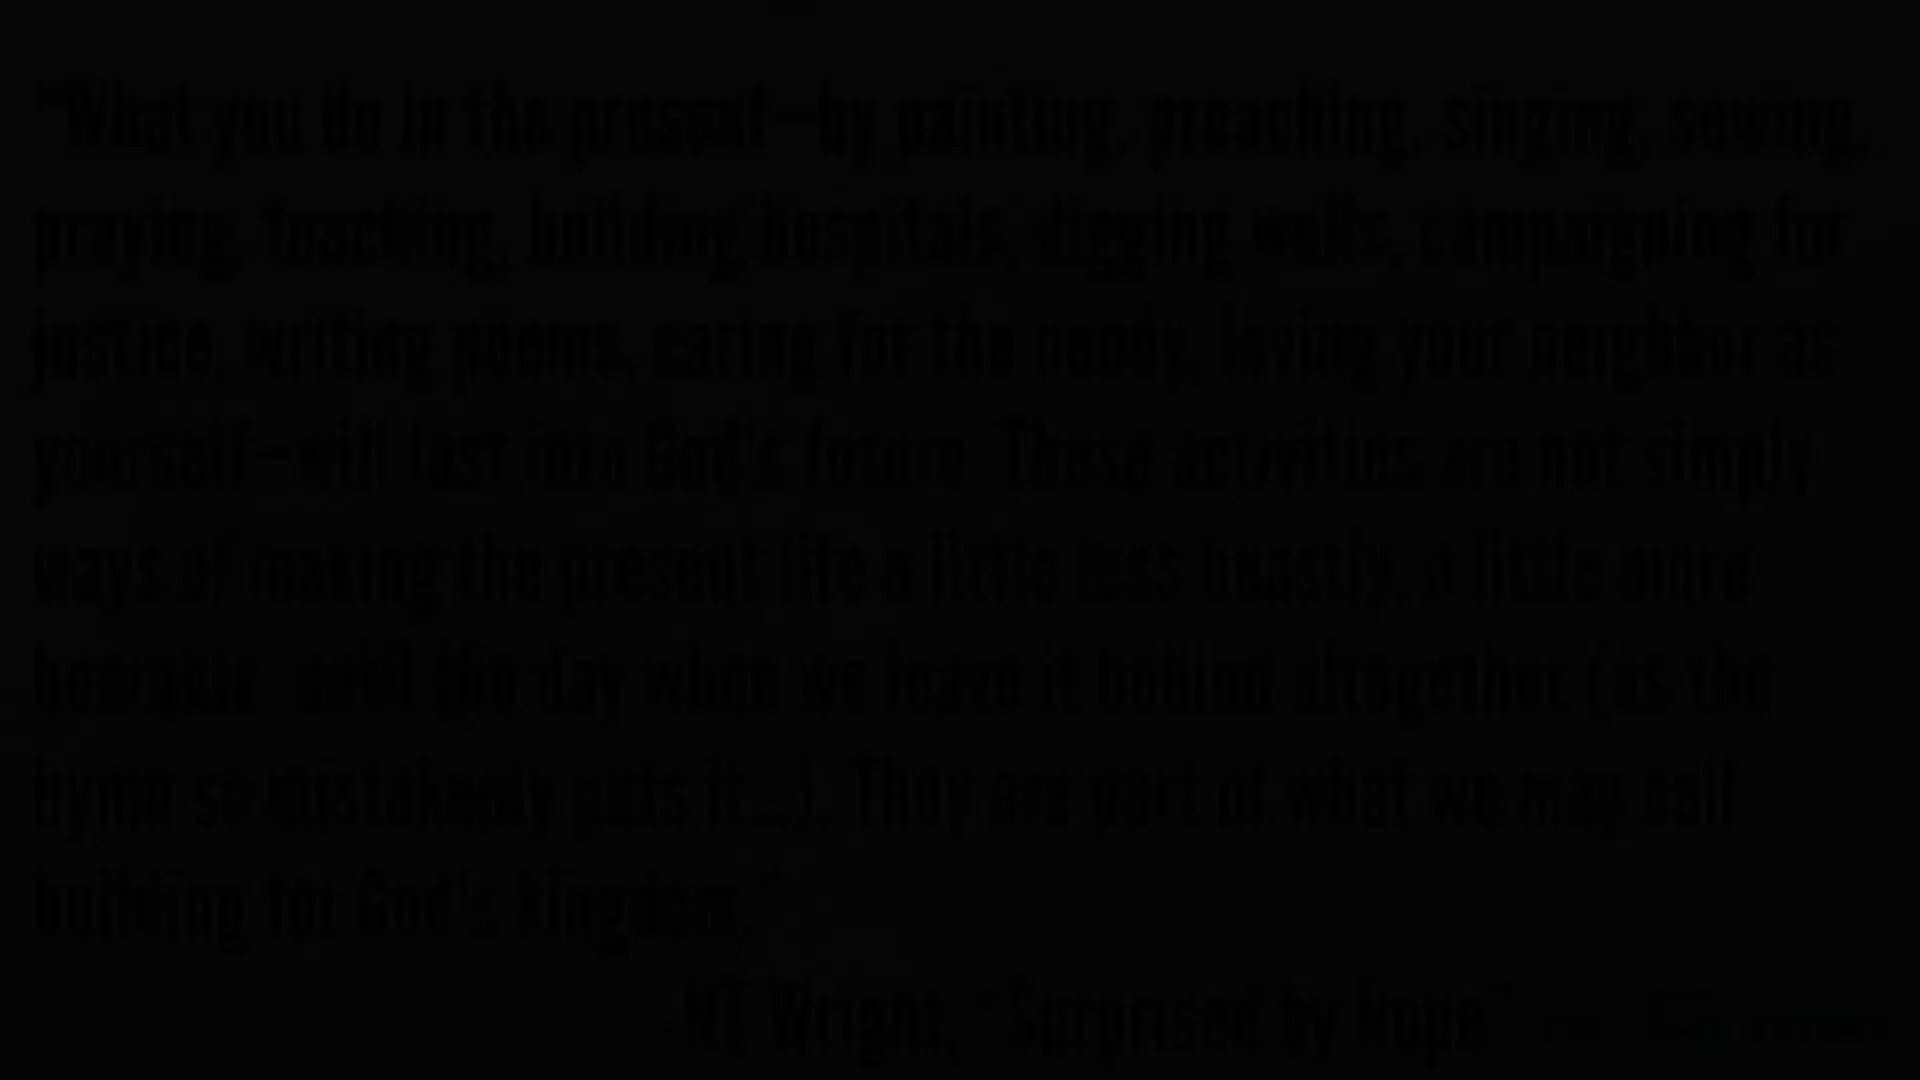 "What you do in the present—by painting, preaching, singing, sewing,
praying, teaching, building hospitals, digging wells, campaigning for
justice, writing poems, caring for the needy, loving your neighbor as
yourself—will last into God's future. These activities are not simply
ways of making the present life a little less beastly, a little more
bearable, until the day when we leave it behind altogether (as the
hymn so mistakenly puts it...). They are part of what we may call
building for God's kingdom."
-NT Wright, "Surprised by Hope"